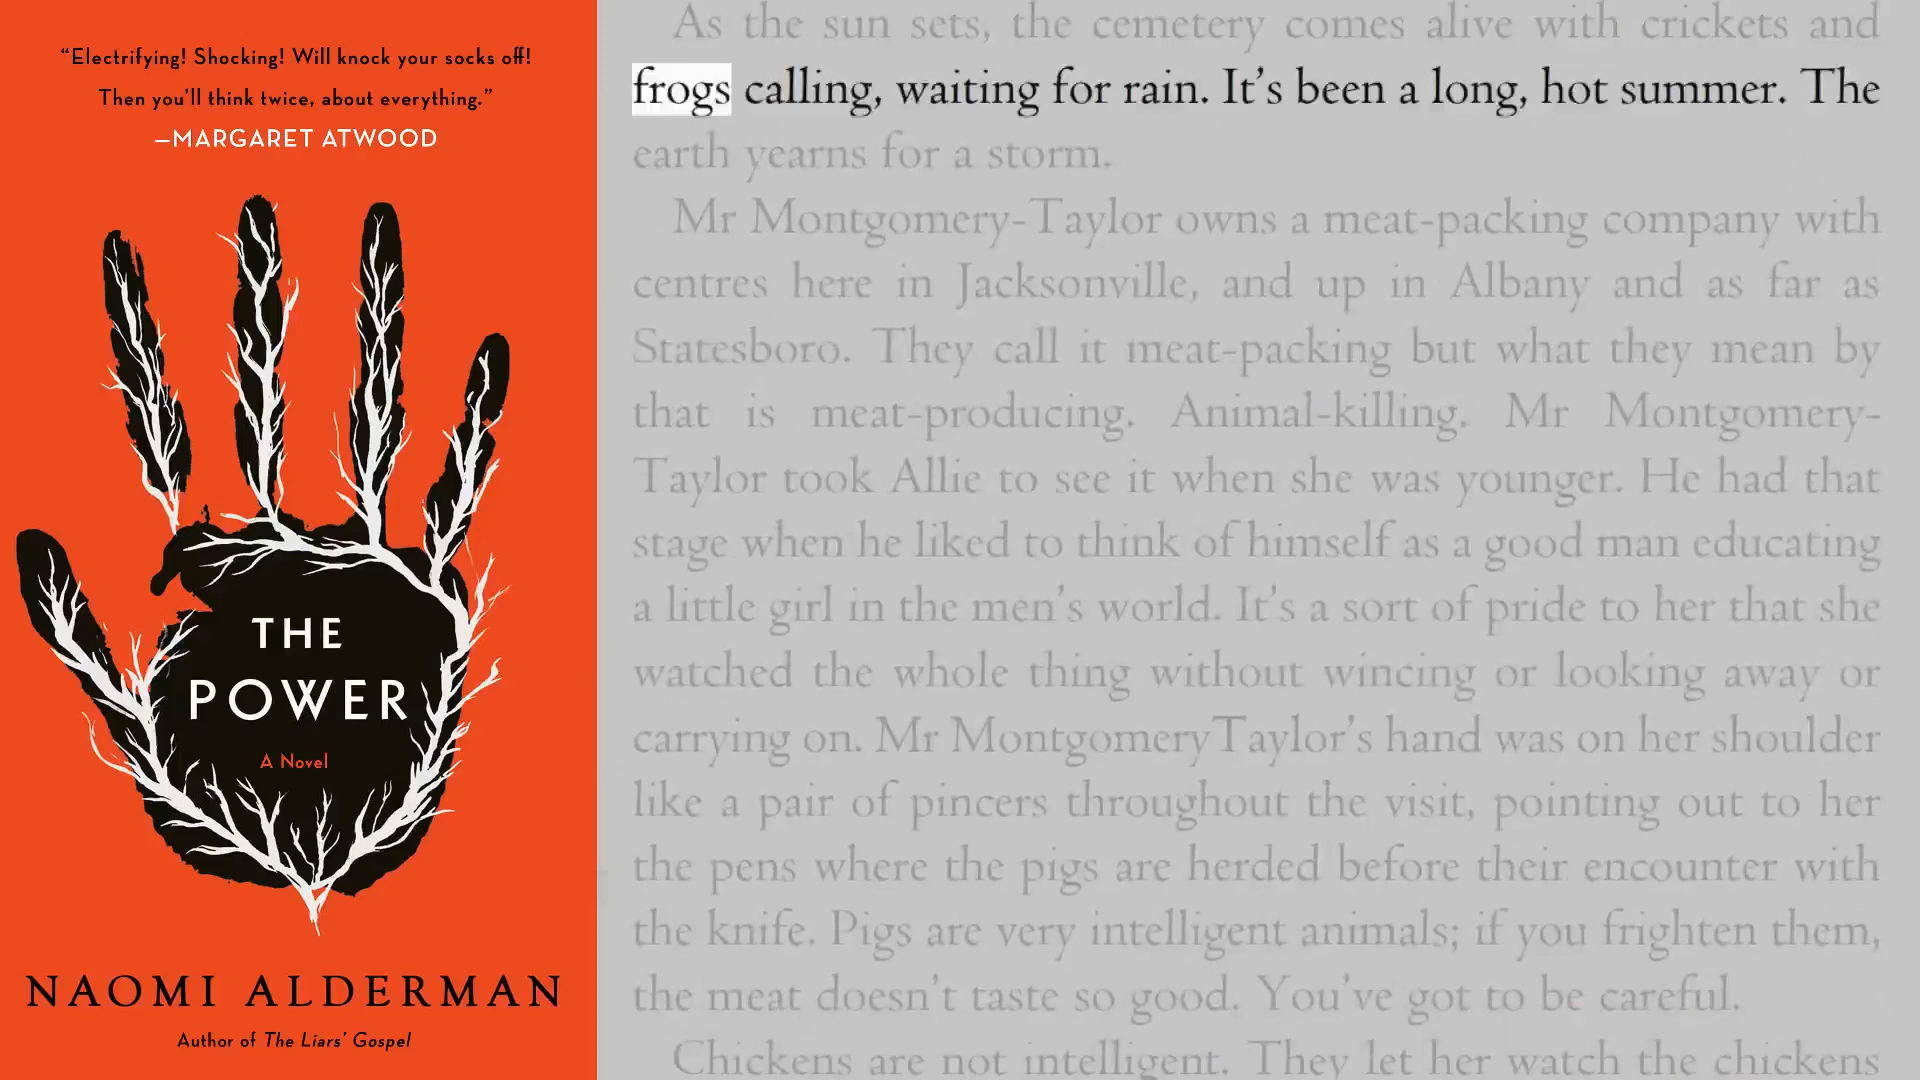 “Electrifying! Shocking! Will knock your socks off!
Then you’ll think twice, about everything.”
—MARGARET ATWOOD
THE
POWER
A Novel
NAOMI ALDERMAN
Author of The Liars’ Gospel
As the sun sets, the cemetery comes alive with crickets and
frogs calling, waiting for rain. It’s been a long, hot summer. The
earth yearns for a storm.
Mr Montgomery-Taylor owns a meat-packing company with
centres here in Jacksonville, and up in Albany and as far as
Statesboro. They call it meat-packing but what they mean by
that is meat-producing. Animal-killing. Mr Montgomery-
Taylor took Allie to see it when she was younger. He had that
stage when he liked to think of himself as a good man educating
a little girl in the men’s world. It’s a sort of pride to her that she
watched the whole thing without wincing or looking away or
carrying on. Mr MontgomeryTaylor’s hand was on her shoulder
like a pair of pincers throughout the visit, pointing out to her
the pens where the pigs are herded before their encounter with
the knife. Pigs are very intelligent animals; if you frighten them,
the meat doesn’t taste so good. You’ve got to be careful.
Chickens are not intelligent. They let her watch the chickens